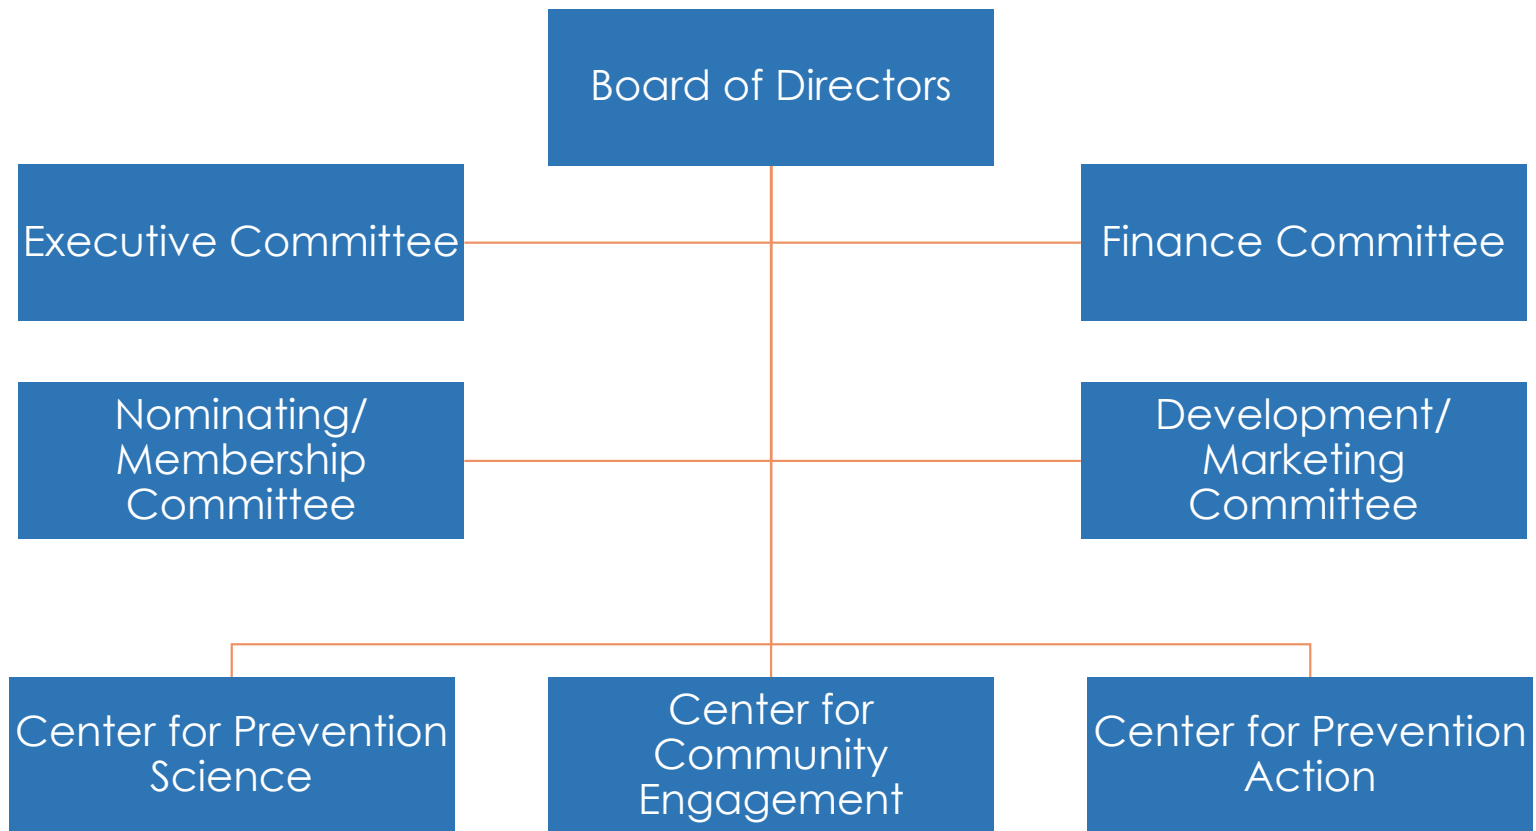 Board of Directors
Executive Committee
Finance Committee
Nominating/
Membership
Committee
Development/
Marketing
Committee
Center for Prevention
Science
Center for
Community
Engagement
Center for Prevention
Action